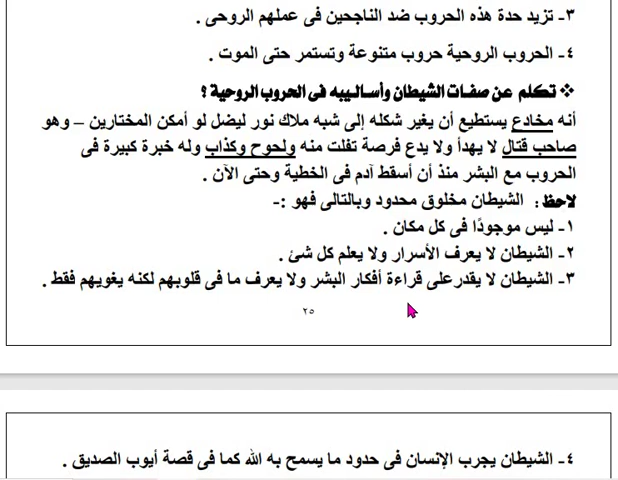 ٣- تزيد حدة هذه الحروب ضد الناجحين فى عملهم الروحى .
٤- الحروب الروحية حروب متنوعة وتستمر حتى الموت .
❖ تكلم عن صفات الشيطان وأساليبه فى الحروب الروحية ؟
أنه مخادع يستطيع أن يغير شكله إلى شبه ملاك نور ليضل لو أمكن المختارين – وهو
صاحب قتال لا يهدأ ولا يدع فرصة تفلت منه ولحوح وكذاب وله خبرة كبيرة فى
الحروب مع البشر منذ أن أسقط آدم فى الخطية وحتى الآن .
لاحظ : الشيطان مخلوق محدود وبالتالى فهو :-
١- ليس موجودًا فى كل مكان .
٢- الشيطان لا يعرف الأسرار ولا يعلم كل شئ .
٣- الشيطان لا يقدرعلى قراءة أفكار البشر ولا يعرف ما فى قلوبهم لكنه يغويهم فقط .
٢٥
٤- الشيطان يجرب الإنسان فى حدود ما يسمح به الله كما فى قصة أيوب الصديق .